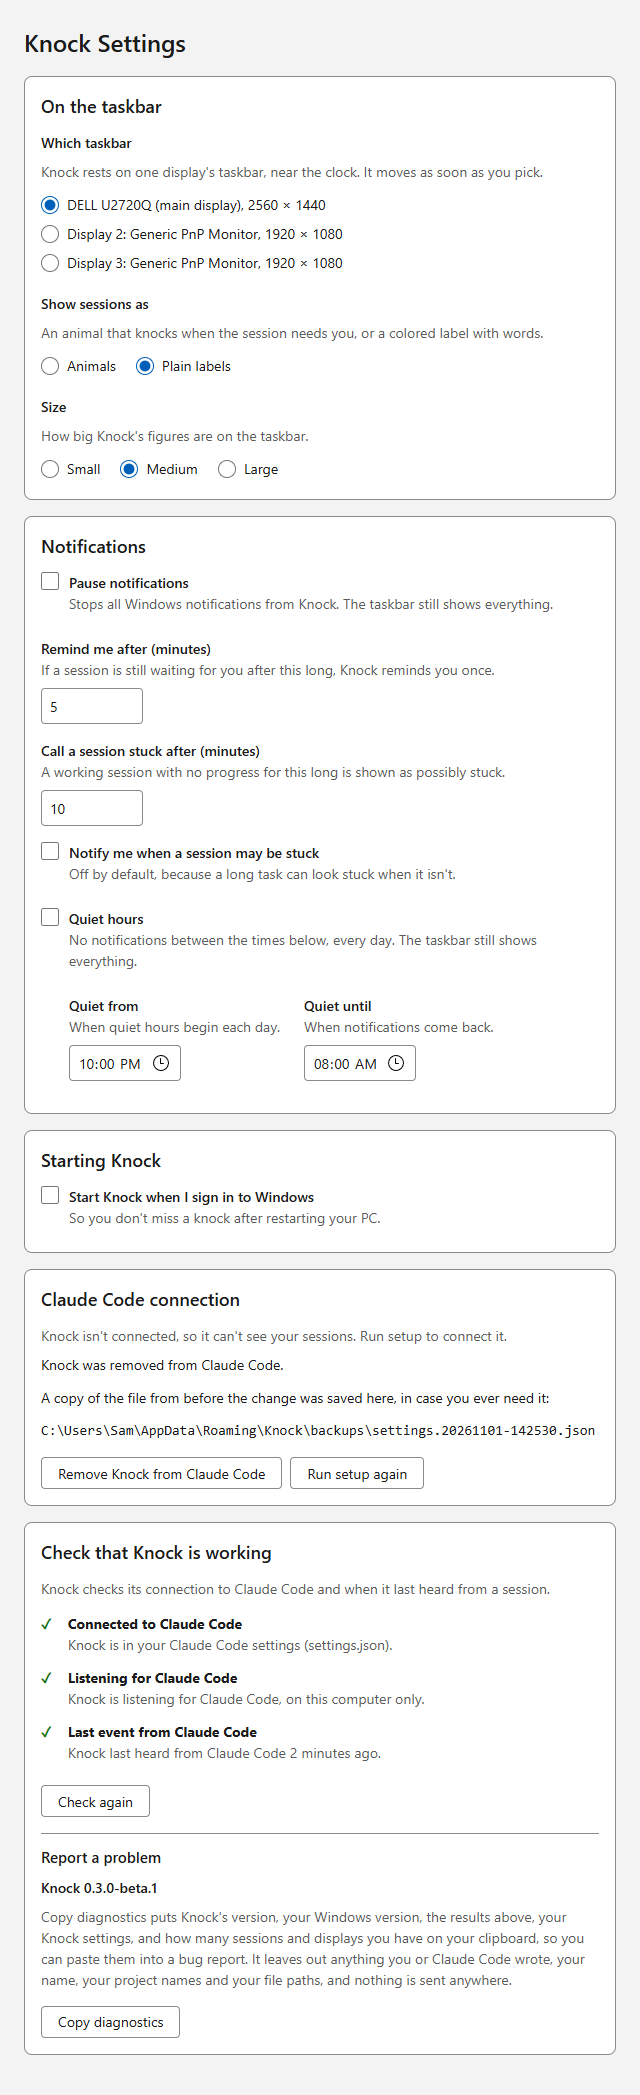 Knock Settings
On the taskbar
Which taskbar
Knock rests on one display's taskbar, near the clock. It moves as soon as you pick.
DELL U2720Q (main display), 2560 × 1440
Display 2: Generic PnP Monitor, 1920 × 1080
Display 3: Generic PnP Monitor, 1920 × 1080
Show sessions as
An animal that knocks when the session needs you, or a colored label with words.
Animals Plain labels
Size
How big Knock's figures are on the taskbar.
Small Medium Large
Notifications
Pause notifications
Stops all Windows notifications from Knock. The taskbar still shows everything.
Remind me after (minutes)
If a session is still waiting for you after this long, Knock reminds you once.
5
Call a session stuck after (minutes)
A working session with no progress for this long is shown as possibly stuck.
10
Notify me when a session may be stuck
Off by default, because a long task can look stuck when it isn't.
Quiet hours
No notifications between the times below, every day. The taskbar still shows
everything.
Quiet from Quiet until
When quiet hours begin each day. When notifications come back.
10:00 PM 08:00 AM
Starting Knock
Start Knock when I sign in to Windows
So you don't miss a knock after restarting your PC.
Claude Code connection
Knock isn't connected, so it can't see your sessions. Run setup to connect it.
Knock was removed from Claude Code.
A copy of the file from before the change was saved here, in case you ever need it:
C:\Users\Sam\AppData\Roaming\Knock\backups\settings.20261101-142530.json
Remove Knock from Claude Code Run setup again
Check that Knock is working
Knock checks its connection to Claude Code and when it last heard from a session.
Connected to Claude Code
Knock is in your Claude Code settings (settings.json).
Listening for Claude Code
Knock is listening for Claude Code, on this computer only.
Last event from Claude Code
Knock last heard from Claude Code 2 minutes ago.
Check again
Report a problem
Knock 0.3.0-beta.1
Copy diagnostics puts Knock's version, your Windows version, the results above, your
Knock settings, and how many sessions and displays you have on your clipboard, so you
can paste them into a bug report. It leaves out anything you or Claude Code wrote, your
name, your project names and your file paths, and nothing is sent anywhere.
Copy diagnostics